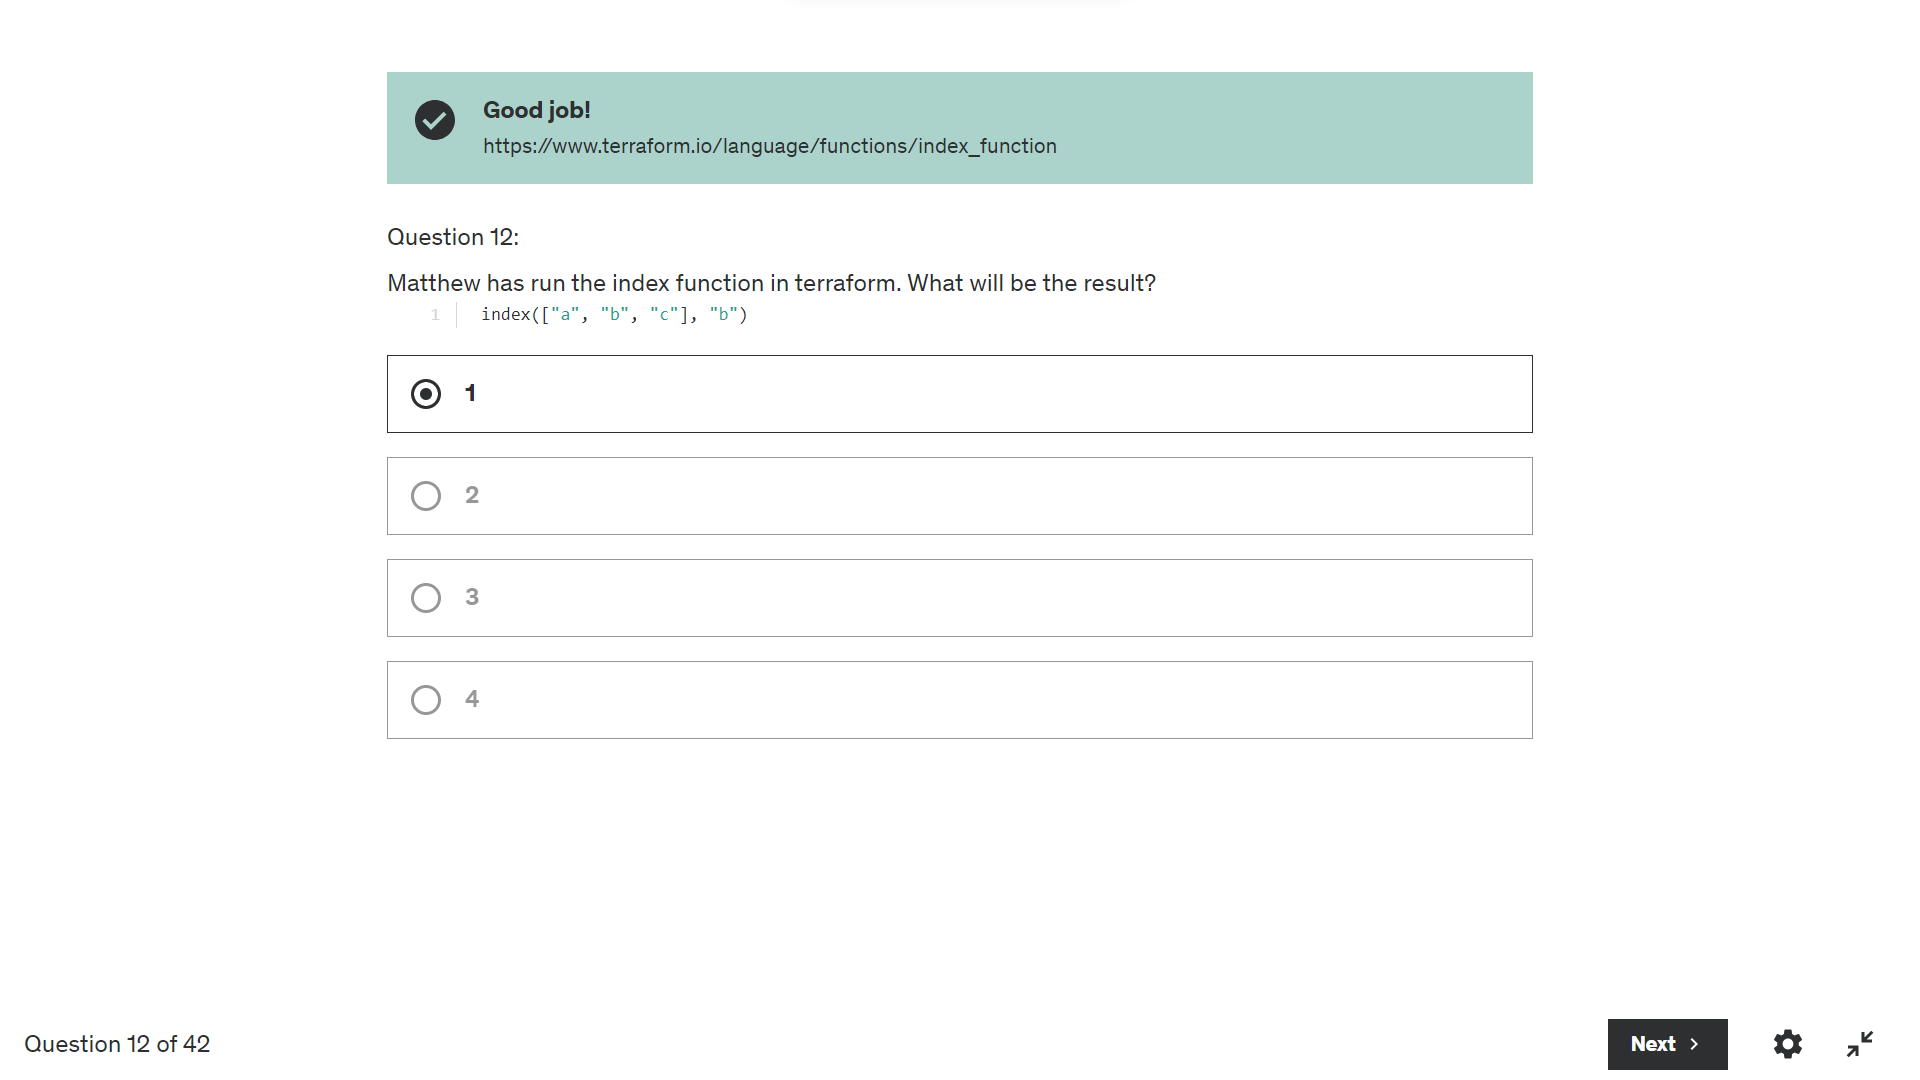 Good job!
https://www.terraform.io/language/functions/index_function
Question 12:
Matthew has run the index function in terraform. What will be the result?
1 index(["a", "b", "c"], "b")
1
2
3
4
Question 12 of 42
Next